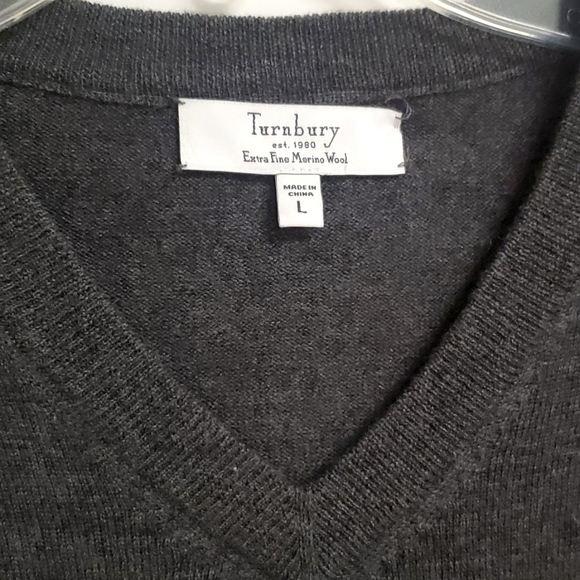 Turnbury
est. 1980
Extra Fine Merino Wool
MADE IN
CHINA
L